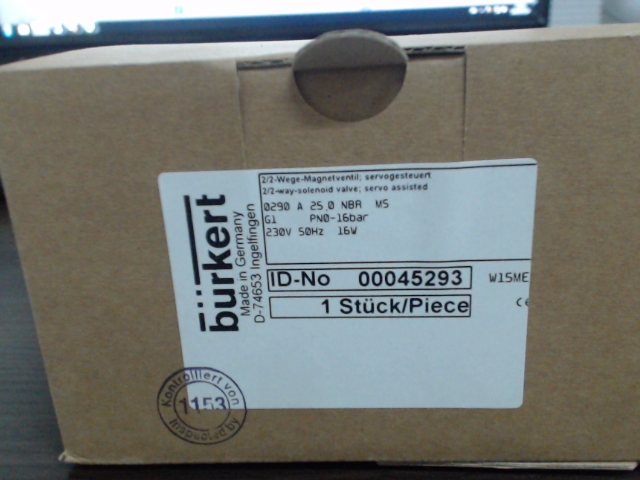 2/2-Wege-Magnetventil; servogesteuert
2/2-way-solenoid valve; servo assisted
0290 A 25,0 NBR MS
G1 PN0-16bar
230V 50Hz 16W
bürkert
Made in Germany
D-74653 Ingelfingen
ID-No 00045293
W15ME
1 Stück/Piece
CE
Kontrolliert von
1153
Inspected by